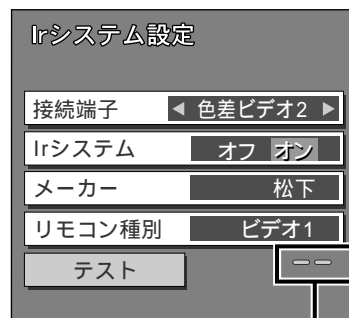 Irシステム設定
接続端子 ◀ 色差ビデオ2 ▶
Irシステム オフ オン
メーカー 松下
リモコン種別 ビデオ1
テスト ーー